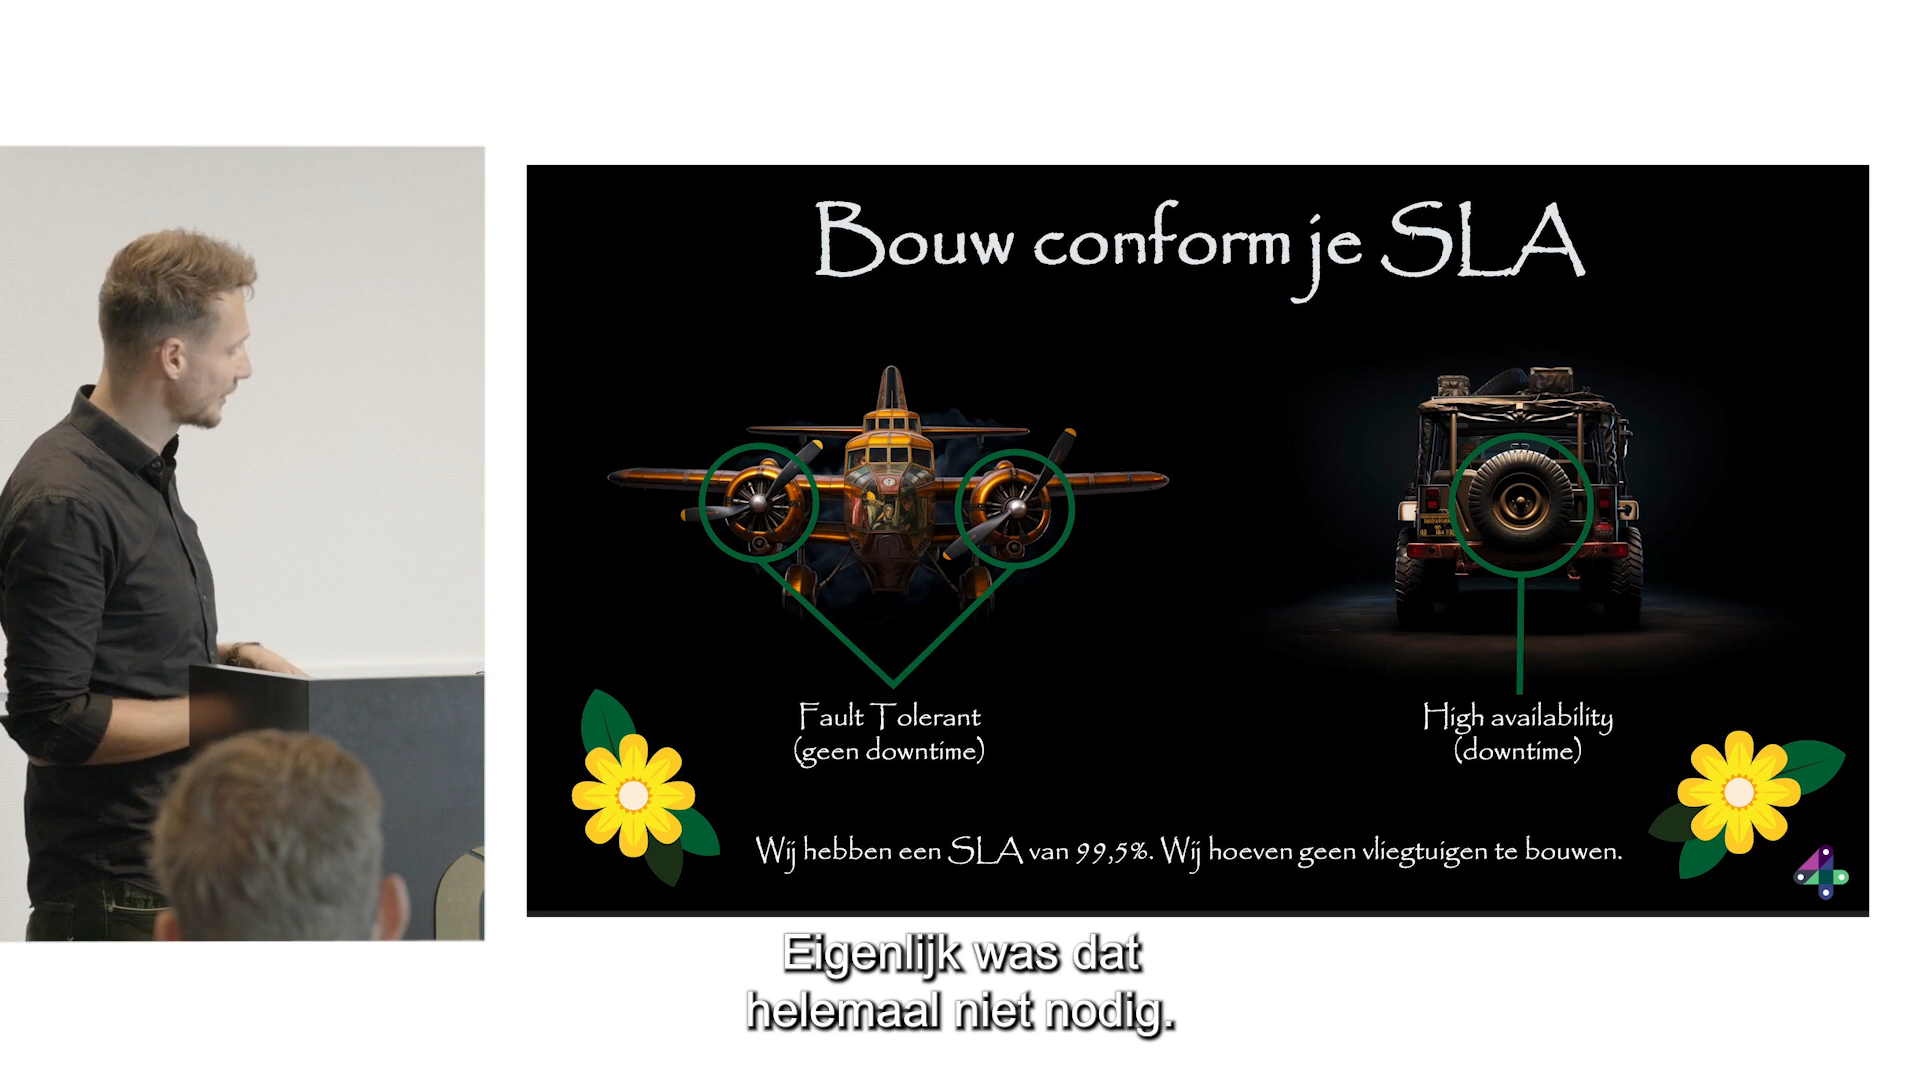 Bouw conform je SLA
Fault Tolerant
(geen downtime)
High availability
(downtime)
Wij hebben een SLA van 99,5%. Wij hoeven geen vliegtuigen te bouwen.
Eigenlijk was dat
helemaal niet nodig.